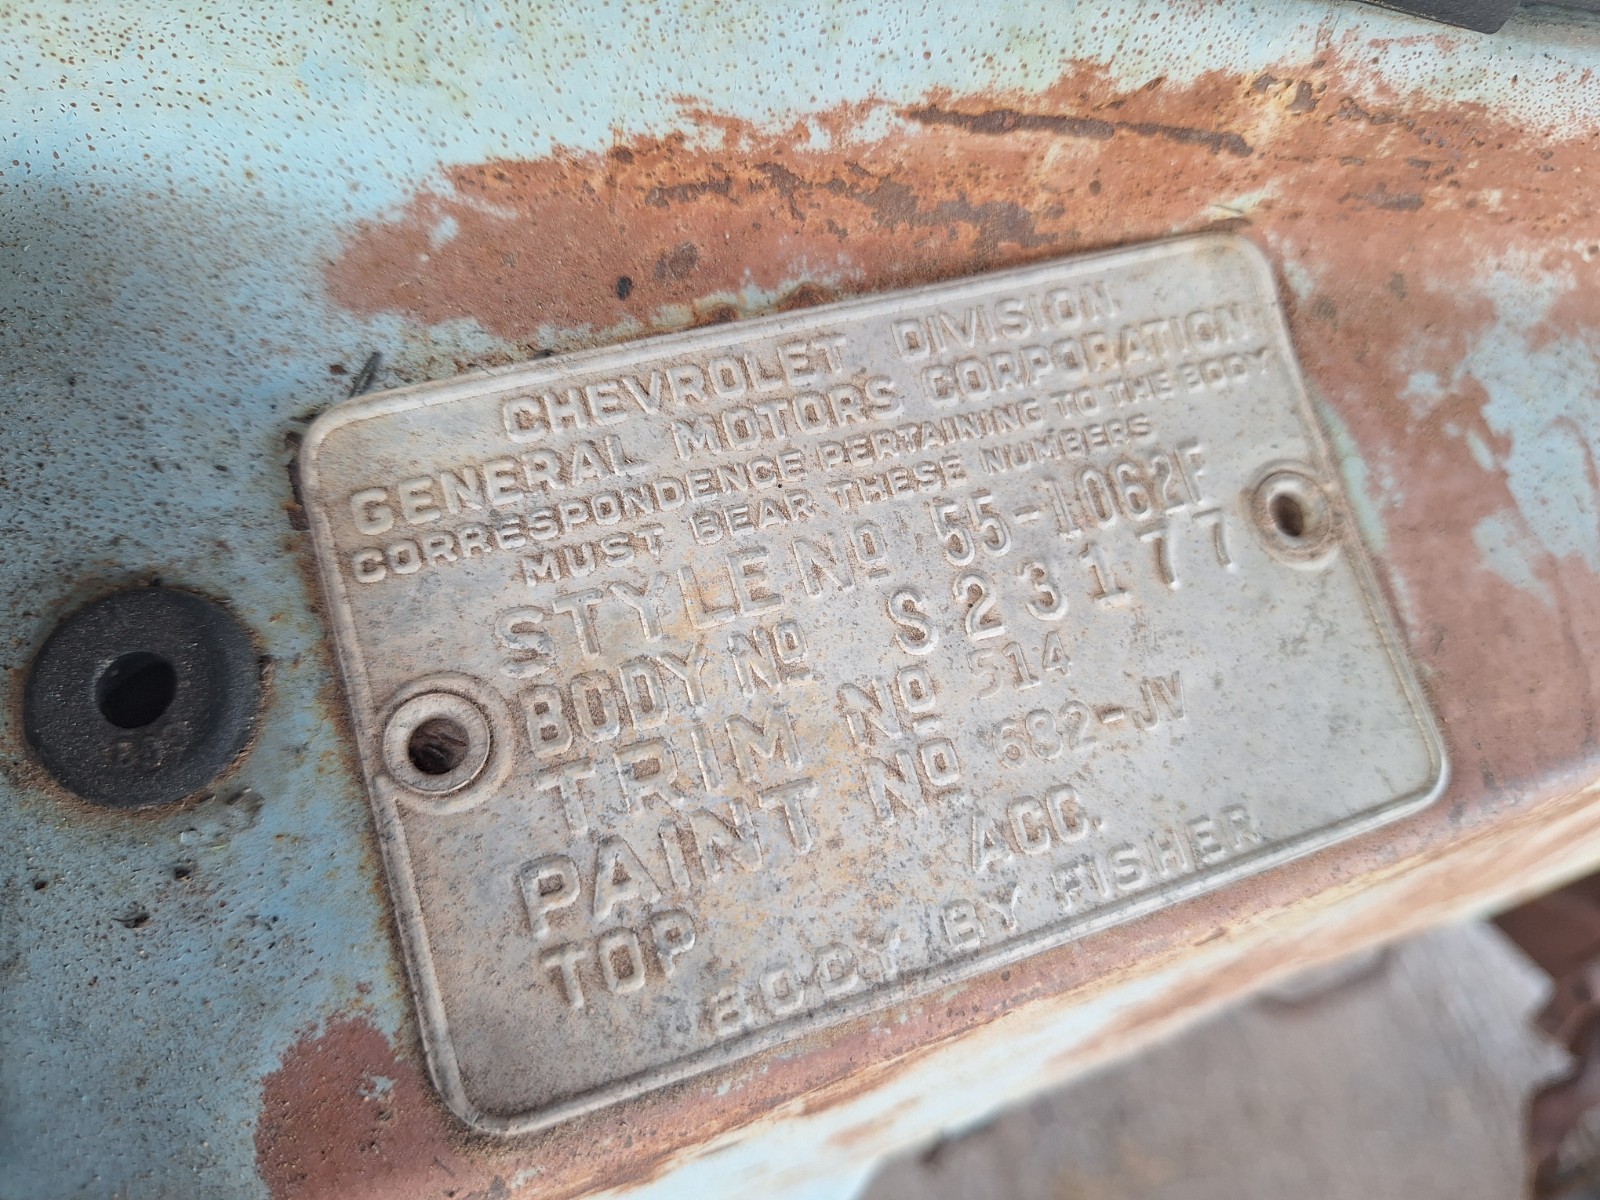 CHEVROLET DIVISION
GENERAL MOTORS CORPORATION
CORRESPONDENCE PERTAINING TO THE BODY
MUST BEAR THESE NUMBERS
STYLE No 55-1062F
BODY No S23177
TRIM No 514
PAINT No 682-JV
TOP ACC.
BODY BY FISHER